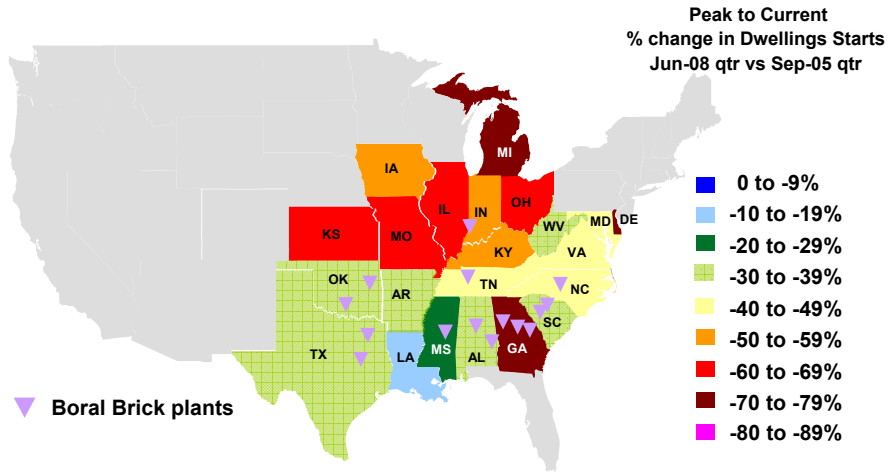 Peak to Current
% change in Dwellings Starts
Jun-08 qtr vs Sep-05 qtr
MI
IA
IL
IN
OH
WV
MD
DE
KS
MO
KY
VA
OK
AR
TN
NC
SC
TX
LA
MS
AL
GA
0 to -9%
-10 to -19%
-20 to -29%
-30 to -39%
-40 to -49%
-50 to -59%
-60 to -69%
-70 to -79%
-80 to -89%
Boral Brick plants